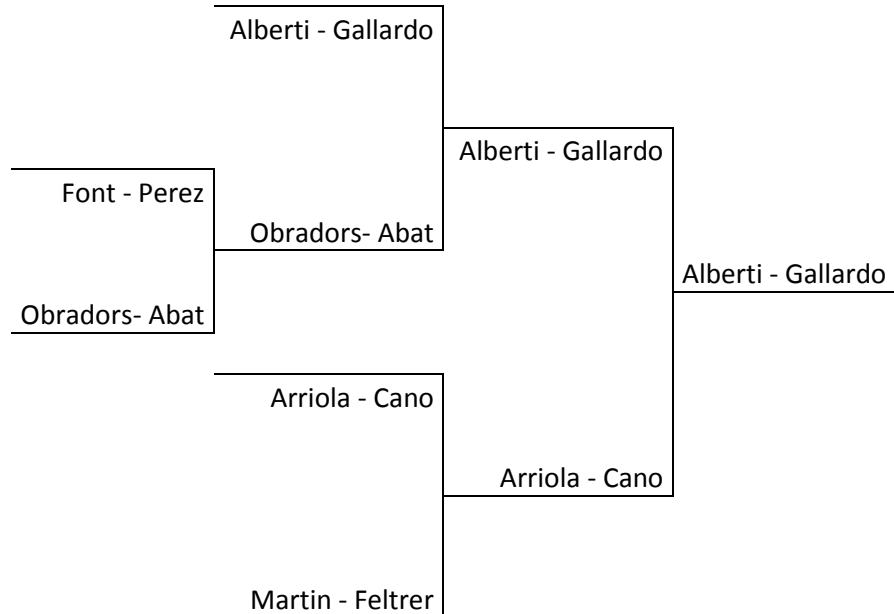 Alberti - Gallardo
Alberti - Gallardo
Font - Perez
Obradors- Abat
Alberti - Gallardo
Obradors- Abat
Arriola - Cano
Arriola - Cano
Martin - Feltrer